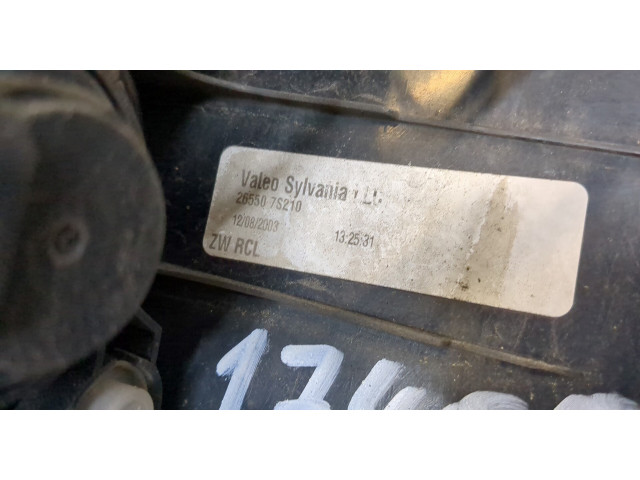 Valeo Sylvania
26550 7S210
12/08/2003 13:25:31
ZW RCL